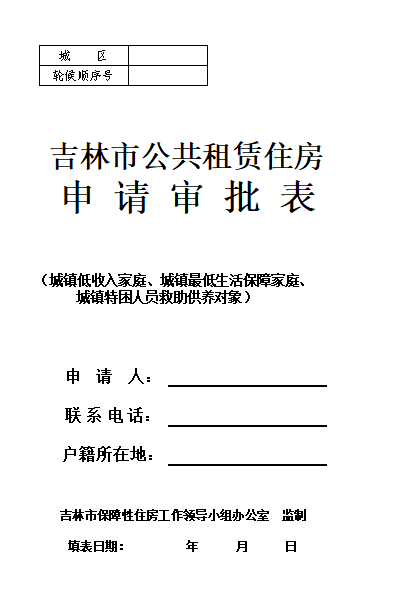 城 区
轮候顺序号
吉林市公共租赁住房
申 请 审 批 表
（城镇低收入家庭、城镇最低生活保障家庭、
城镇特困人员救助供养对象）
申 请 人：
联 系 电 话：
户籍所在地：
吉林市保障性住房工作领导小组办公室 监制
填表日期： 年 月 日